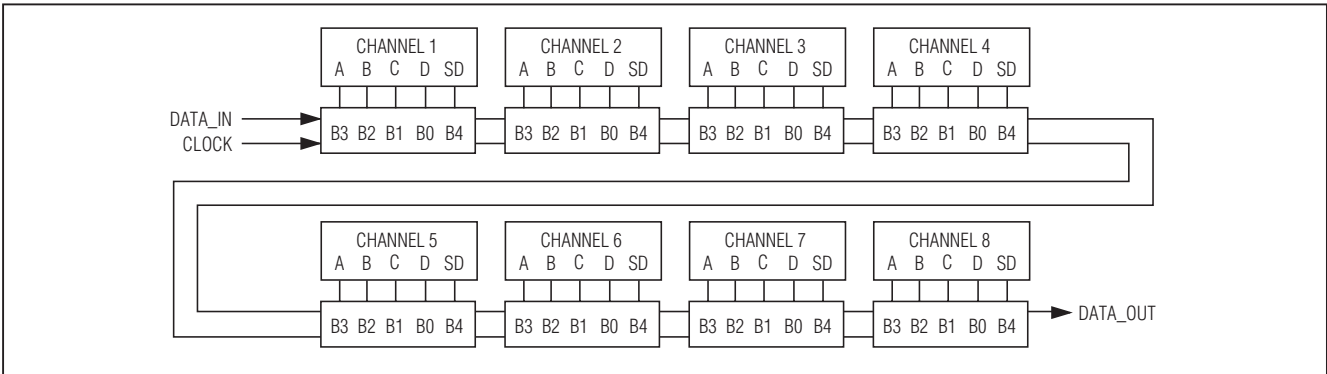 CHANNEL 1 CHANNEL 2 CHANNEL 3 CHANNEL 4
A B C D SD A B C D SD A B C D SD A B C D SD
DATA_IN
B3 B2 B1 B0 B4 B3 B2 B1 B0 B4 B3 B2 B1 B0 B4 B3 B2 B1 B0 B4
CLOCK
CHANNEL 5 CHANNEL 6 CHANNEL 7 CHANNEL 8
A B C D SD A B C D SD A B C D SD A B C D SD
B3 B2 B1 B0 B4 B3 B2 B1 B0 B4 B3 B2 B1 B0 B4 B3 B2 B1 B0 B4
DATA_OUT